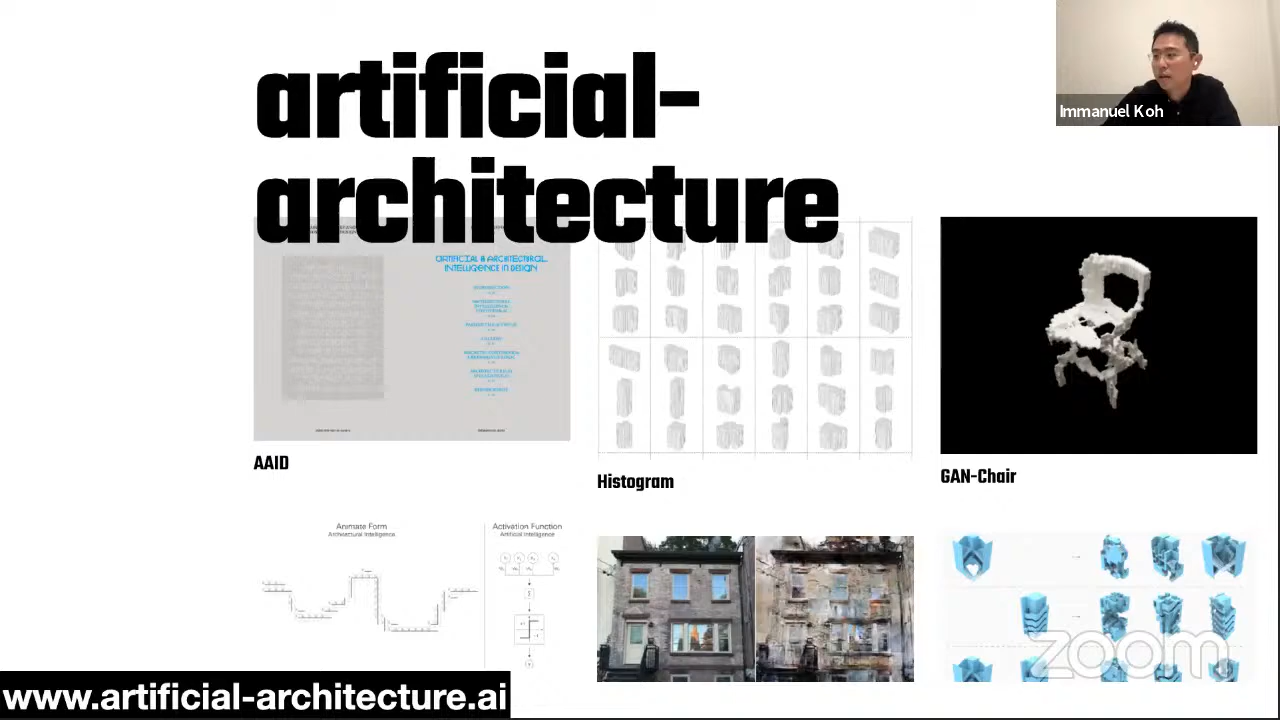 artificial-
architecture
Immanuel Koh
ARTIFICIAL & ARCHITECTURAL
INTELLIGENCE IN DESIGN
AAID
Histogram
GAN-Chair
Animate Form
Architectural Intelligence
Activation Function
Artificial Intelligence
zoom
www.artificial-architecture.ai